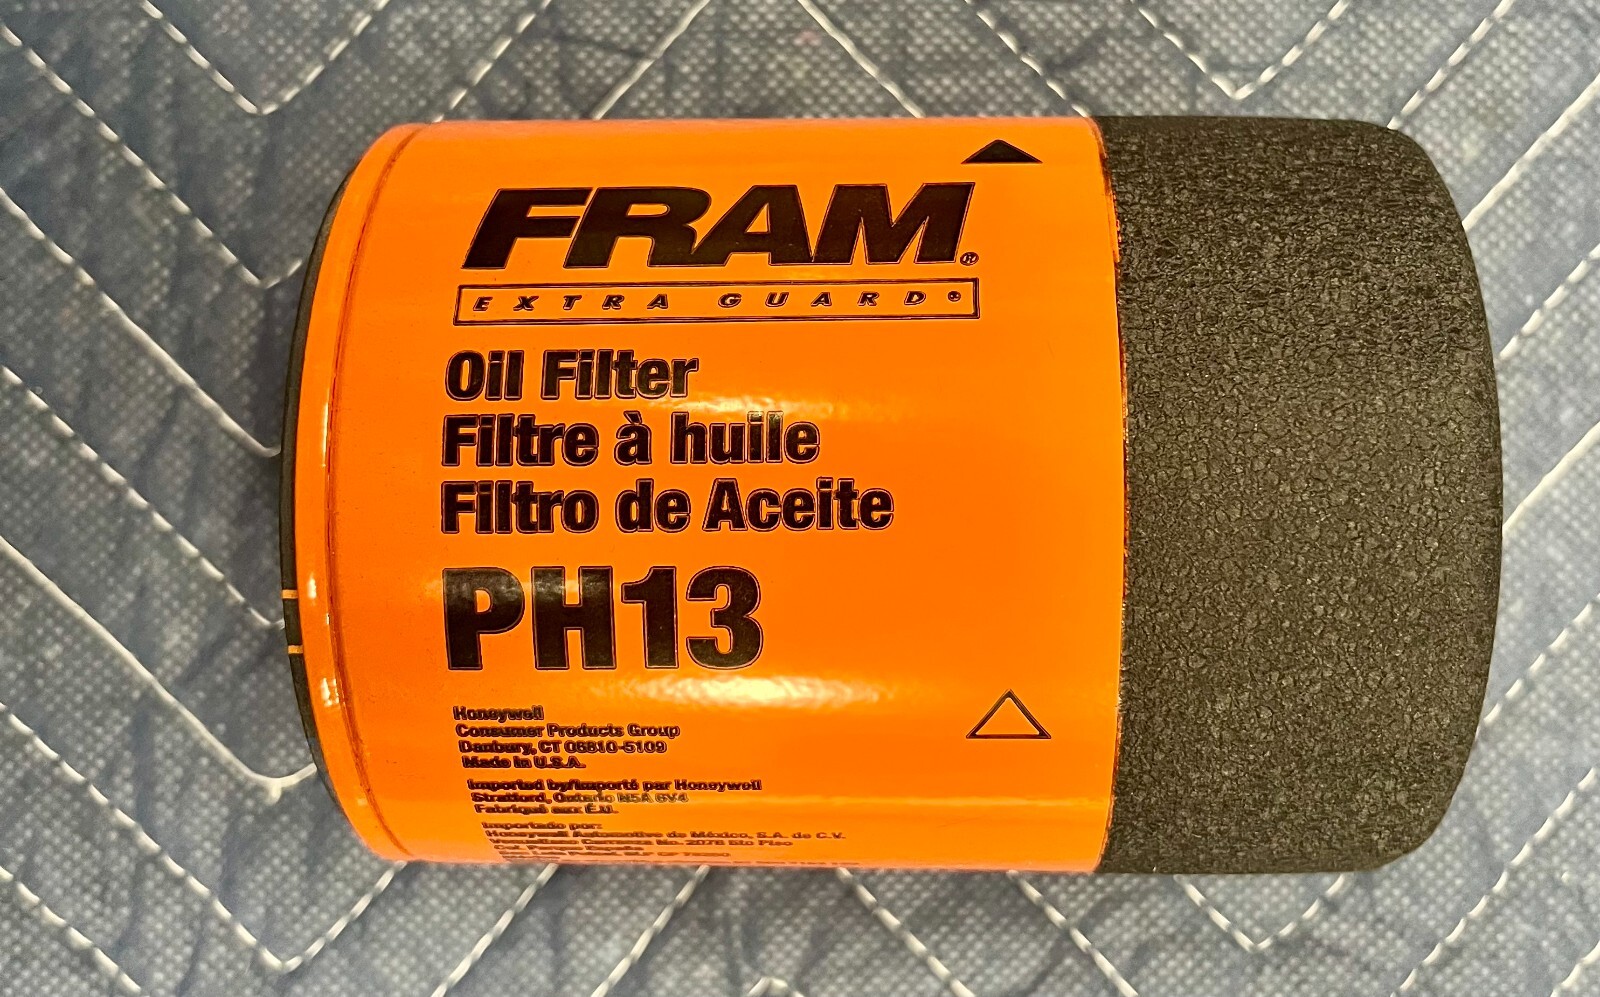 FRAM®
EXTRA GUARD®
Oil Filter
Filtre à huile
Filtro de Aceite
PH13
Honeywell
Consumer Products Group
Danbury, CT 06810-5109
Made in U.S.A.
Imported by/Importé par Honeywell
Stratford, Ontario N5A 6V4
Fabriqué aux É.U.
Importado por:
Honeywell Automotive de México, S.A. de C.V.